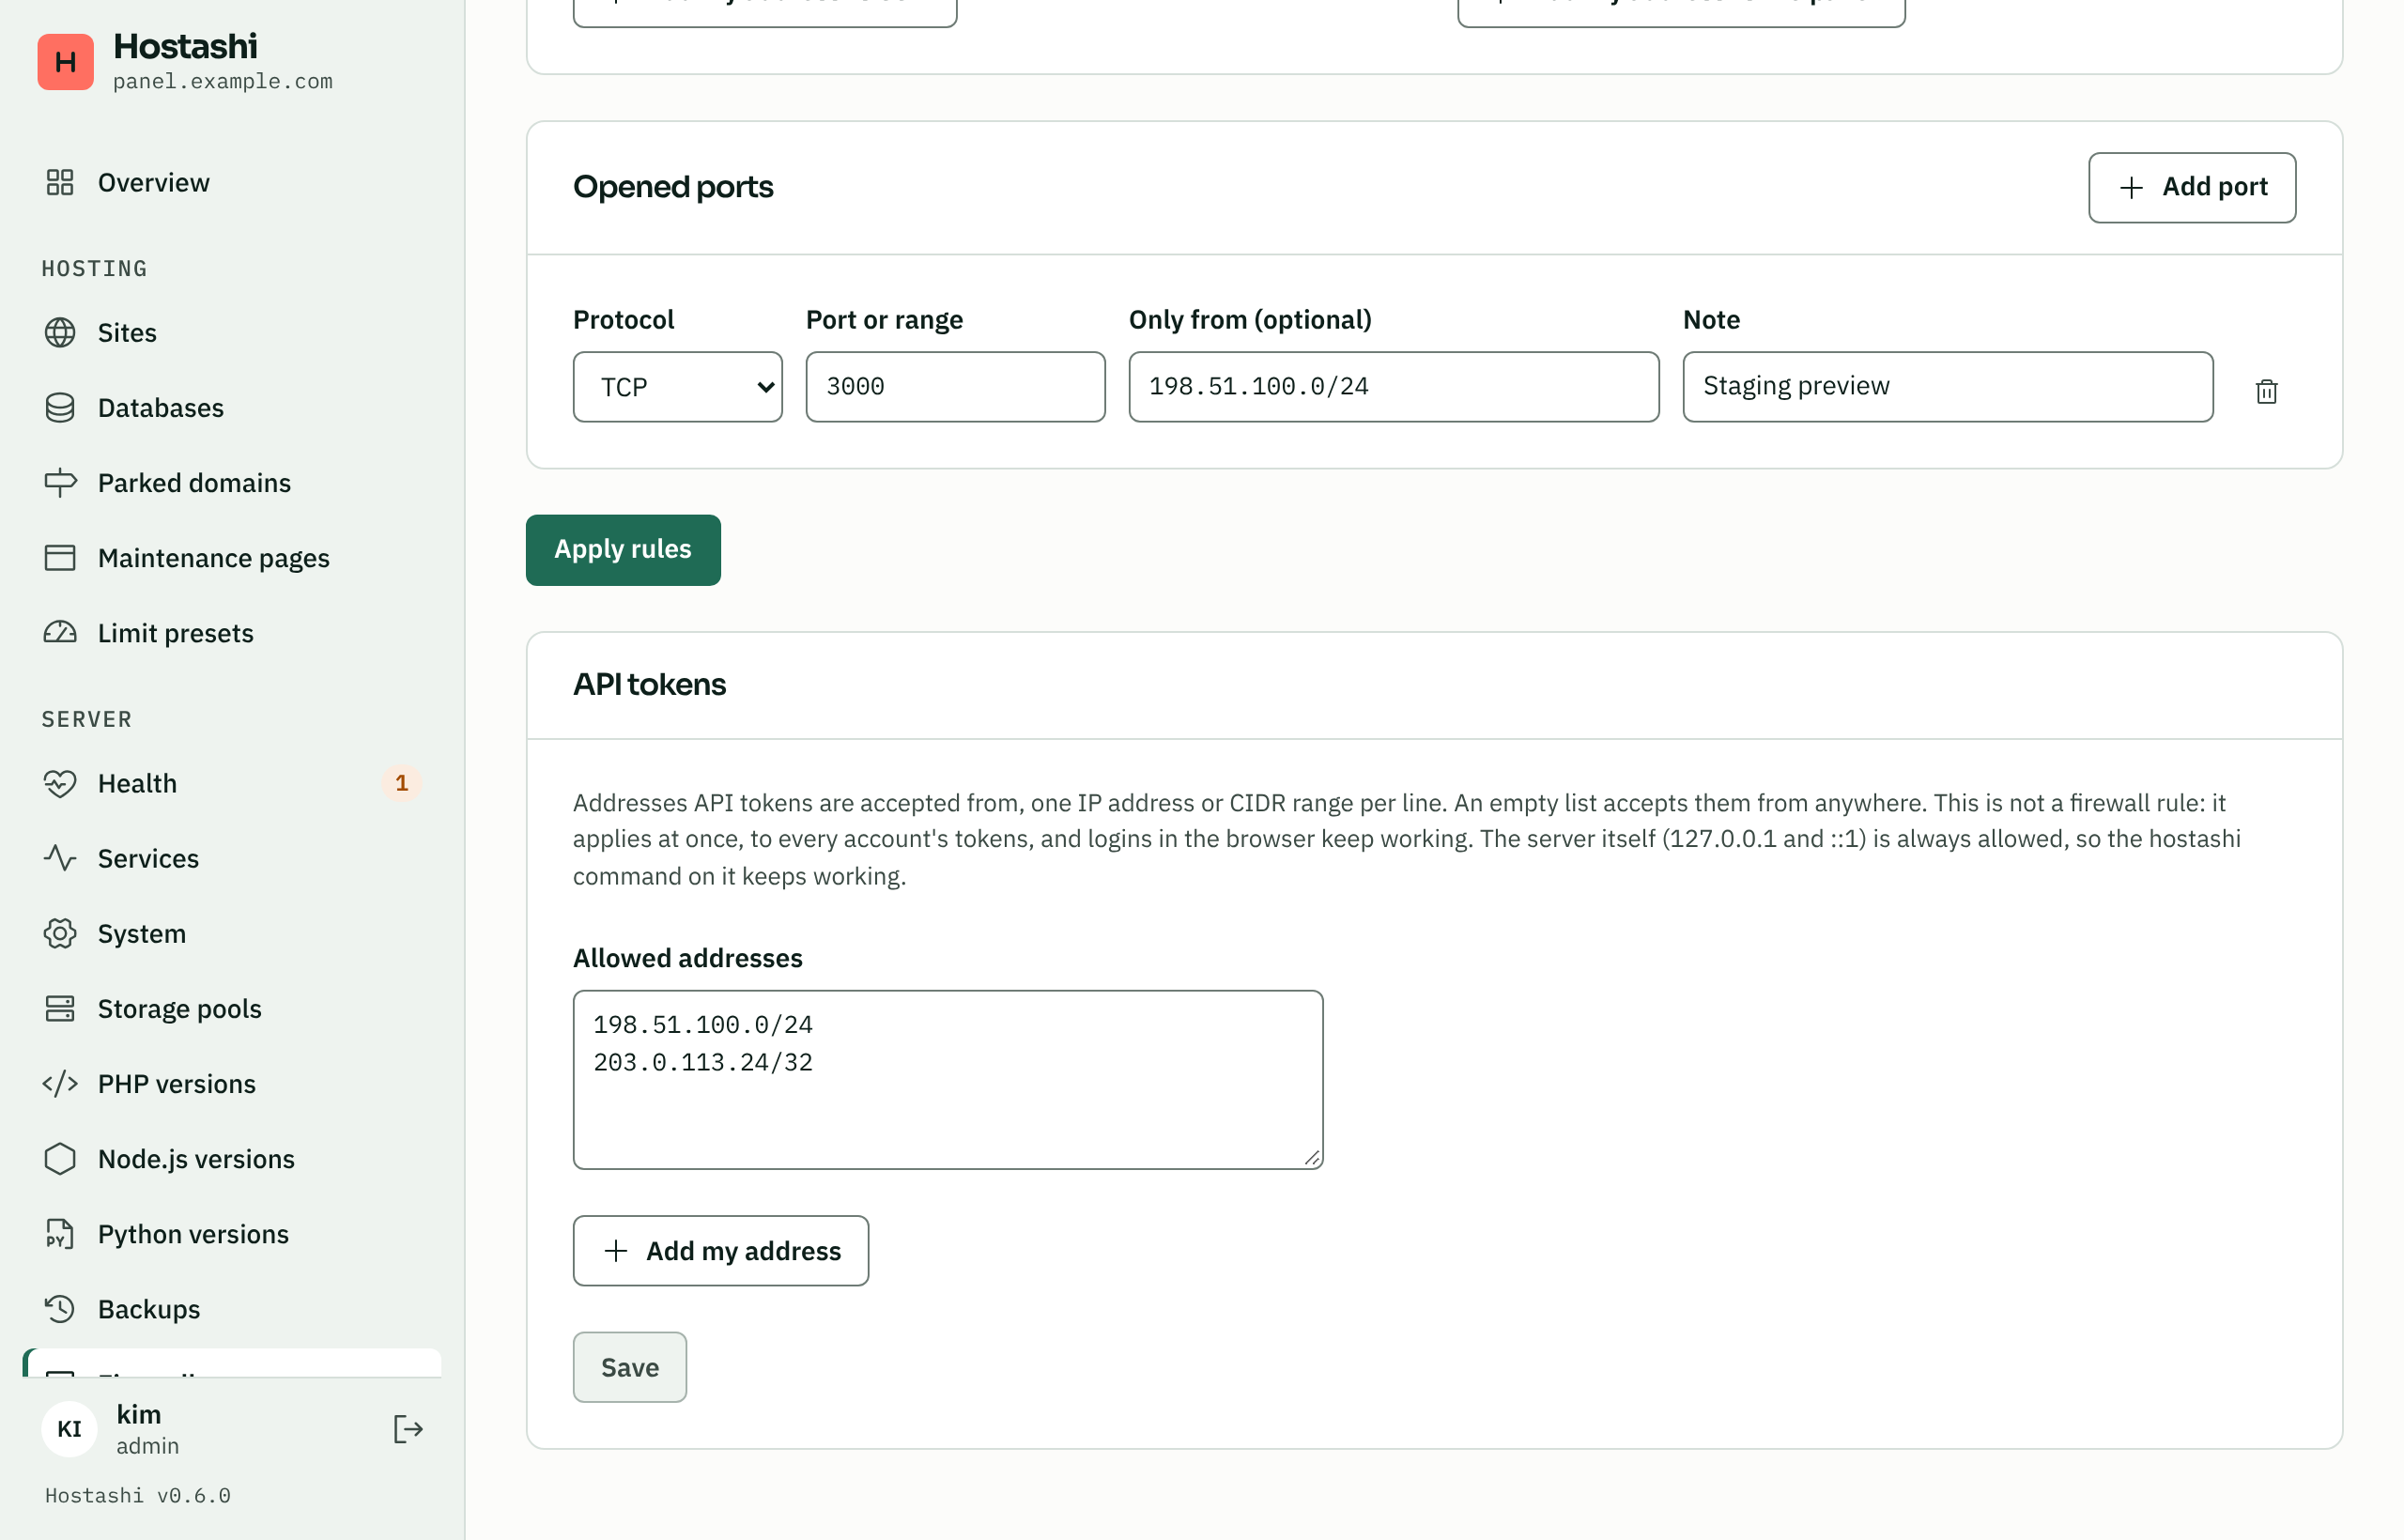 H
Hostashi
panel.example.com
Overview
HOSTING
Sites
Databases
Parked domains
Maintenance pages
Limit presets
SERVER
Health
1
Services
System
Storage pools
PHP versions
Node.js versions
Python versions
Backups
KI
kim
admin
Hostashi v0.6.0
Opened ports
Add port
Protocol
Port or range
Only from (optional)
Note
TCP
3000
198.51.100.0/24
Staging preview
Apply rules
API tokens
Addresses API tokens are accepted from, one IP address or CIDR range per line. An empty list accepts them from anywhere. This is not a firewall rule: it
applies at once, to every account's tokens, and logins in the browser keep working. The server itself (127.0.0.1 and ::1) is always allowed, so the hostashi
command on it keeps working.
Allowed addresses
198.51.100.0/24
203.0.113.24/32
Add my address
Save